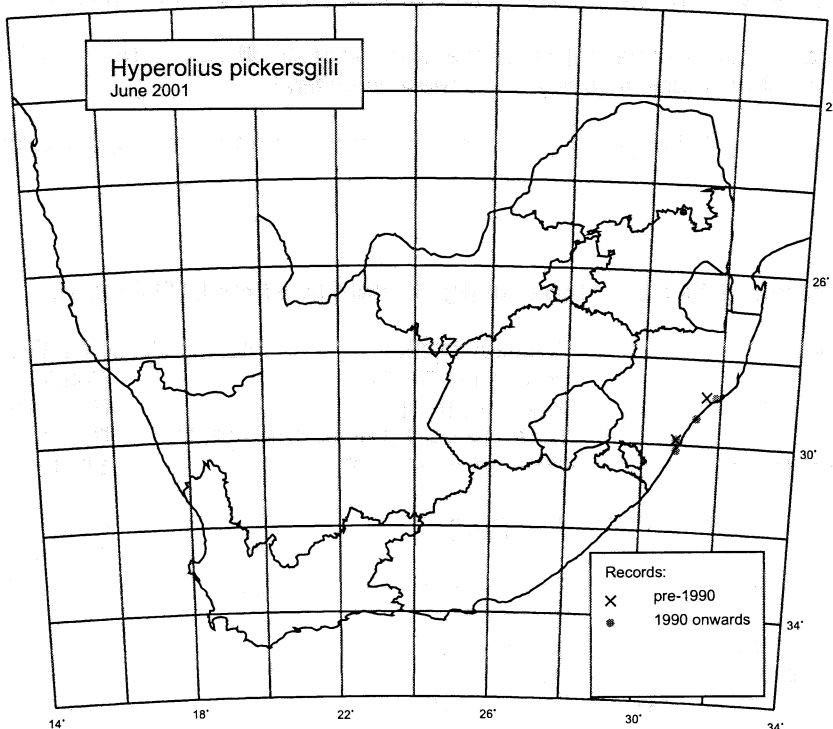 Hyperolius pickersgilli
June 2001
2
26°
30°
Records:
pre-1990
1990 onwards
34°
14°
18°
22°
26°
30°
34°